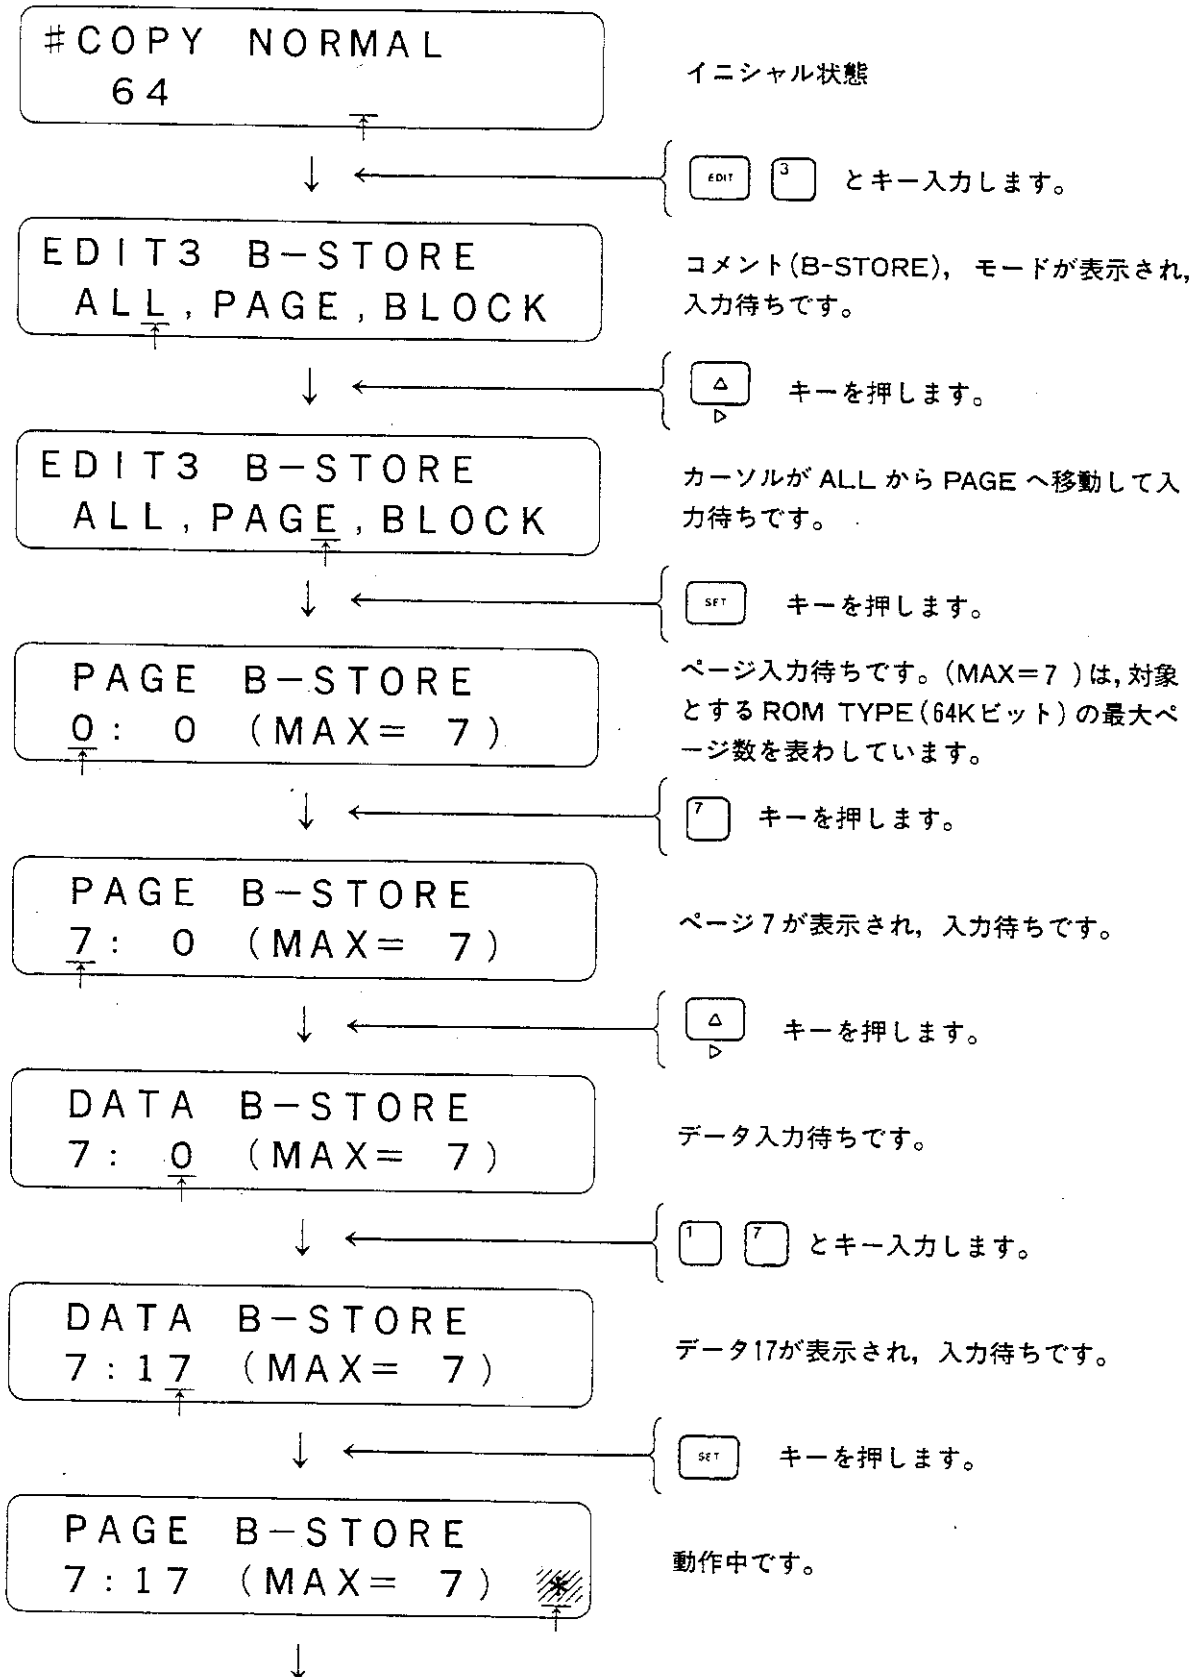 #COPY NORMAL
64
イニシャル状態
EDIT 3 とキー入力します。
EDIT3 B-STORE
ALL,PAGE,BLOCK
コメント(B-STORE), モードが表示され,
入力待ちです。
△
▷
キーを押します。
EDIT3 B-STORE
ALL,PAGE,BLOCK
カーソルが ALL から PAGE へ移動して入
力待ちです。
SET キーを押します。
PAGE B-STORE
0: 0 (MAX= 7)
ページ入力待ちです。(MAX=7 )は,対象
とする ROM TYPE(64Kビット)の最大ペ
ージ数を表わしています。
7 キーを押します。
PAGE B-STORE
7: 0 (MAX= 7)
ページ7が表示され, 入力待ちです。
△
▷
キーを押します。
DATA B-STORE
7: 0 (MAX= 7)
データ入力待ちです。
1 7 とキー入力します。
DATA B-STORE
7:17 (MAX= 7)
データ17が表示され, 入力待ちです。
SET キーを押します。
PAGE B-STORE
7:17 (MAX= 7) *
動作中です。